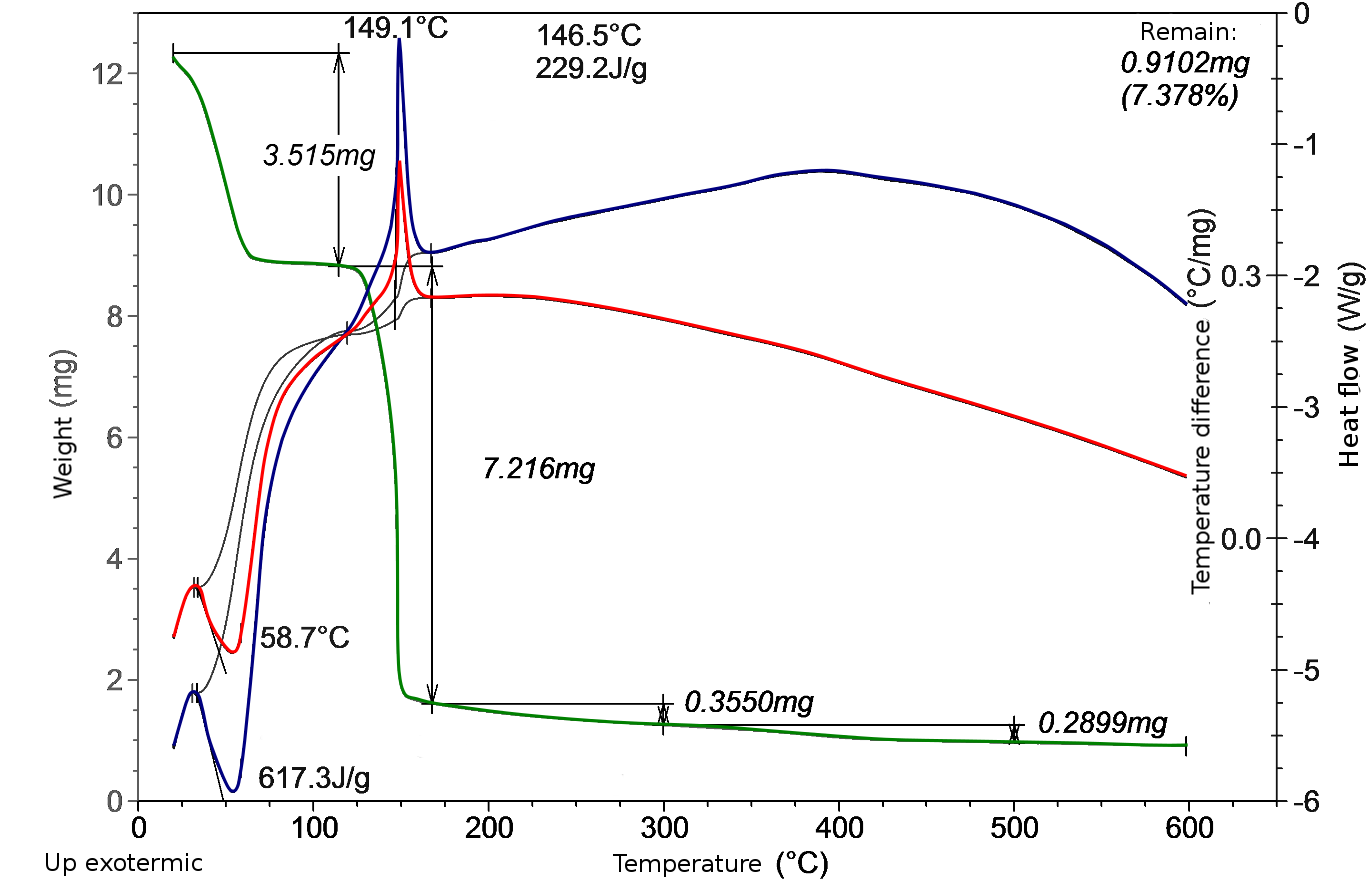 149.1°C
146.5°C
229.2J/g
Remain:
0.9102mg
(7.378%)
3.515mg
7.216mg
58.7°C
617.3J/g
0.3550mg
0.2899mg
12
10
8
6
4
2
0
Weight (mg)
0
100
200
300
400
500
600
Temperature (°C)
Up exotermic
0.3
0.0
Temperature difference (°C/mg)
0
-1
-2
-3
-4
-5
-6
Heat flow (W/g)